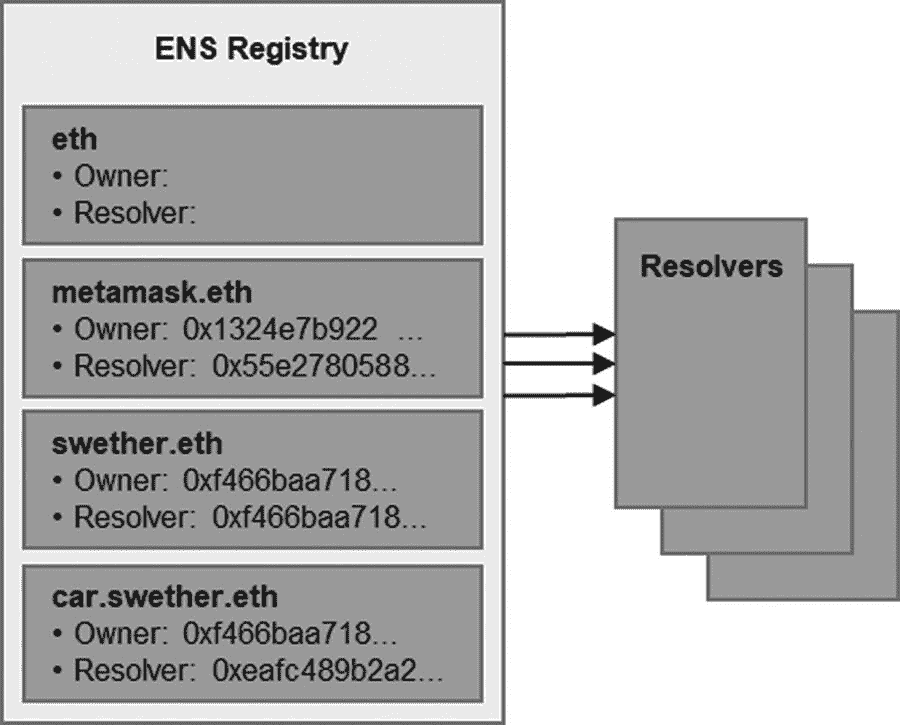 ENS Registry
eth
• Owner:
• Resolver:
metamask.eth
• Owner: 0x1324e7b922 ...
• Resolver: 0x55e2780588...
swether.eth
• Owner: 0xf466baa718...
• Resolver: 0xf466baa718...
car.swether.eth
• Owner: 0xf466baa718...
• Resolver: 0xeafc489b2a2...
Resolvers